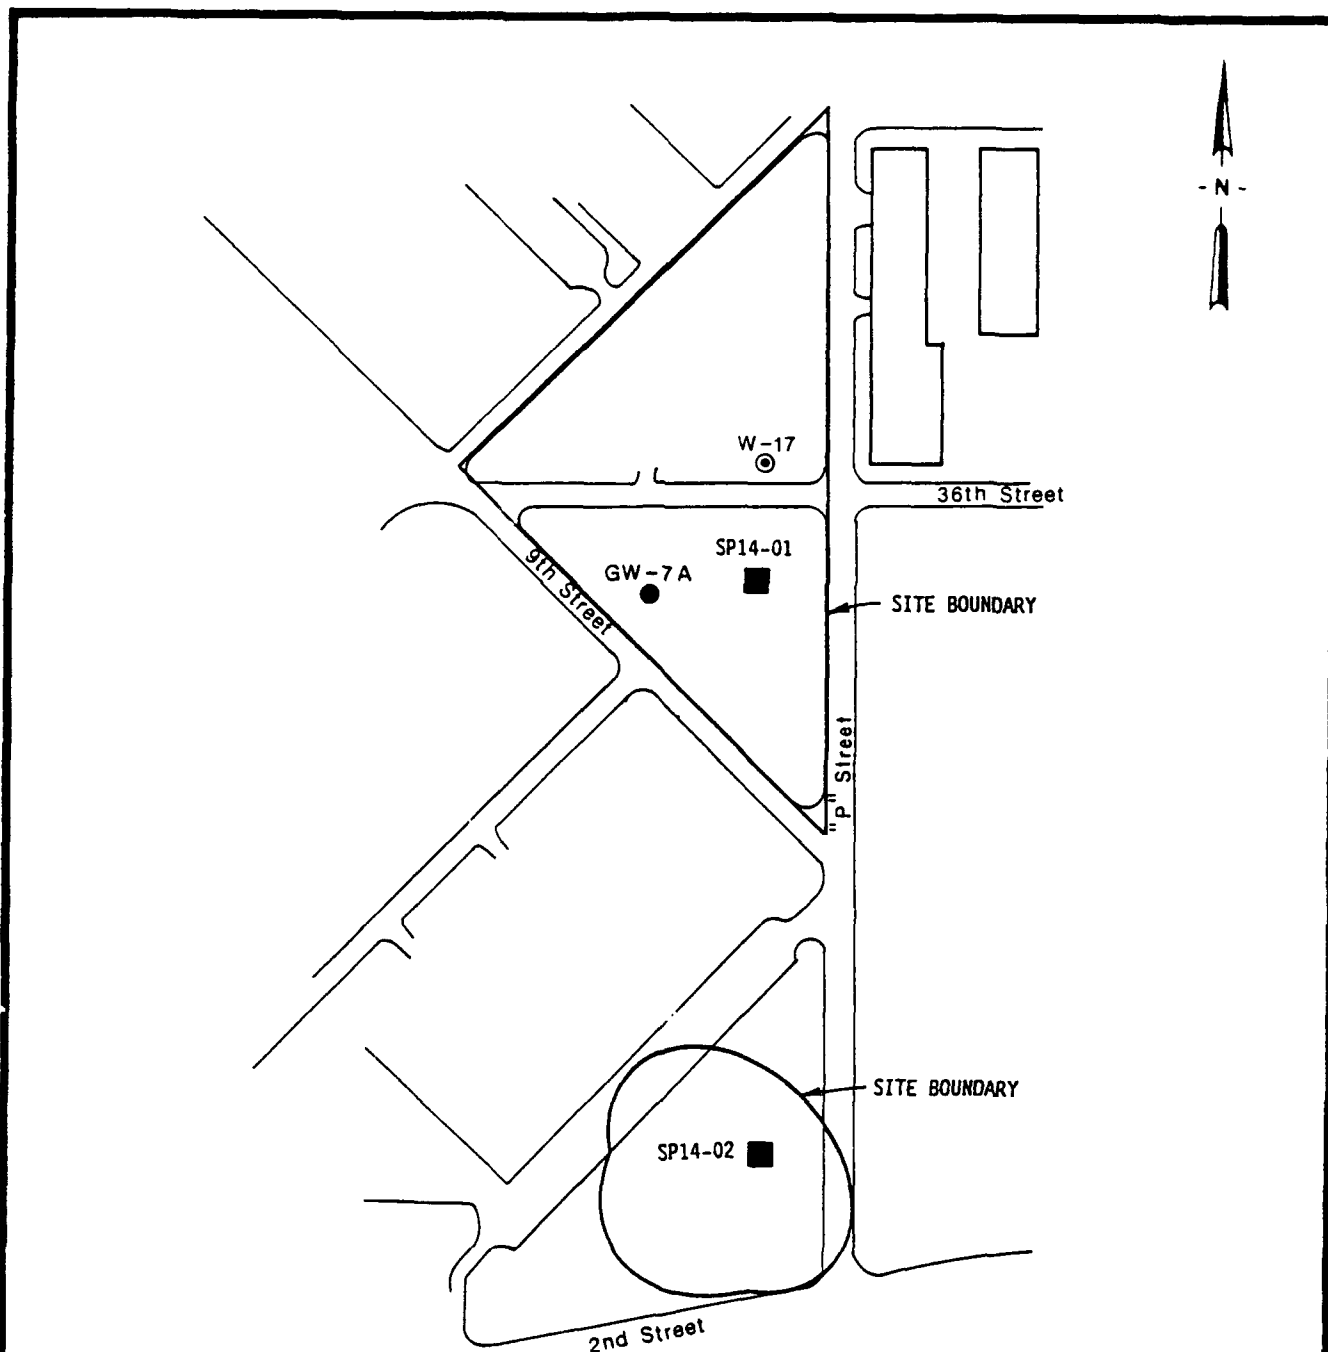 - N -
W-17
36th Street
SP14-01
9th Street
GW-7A
SITE BOUNDARY
"P" Street
SITE BOUNDARY
SP14-02
2nd Street